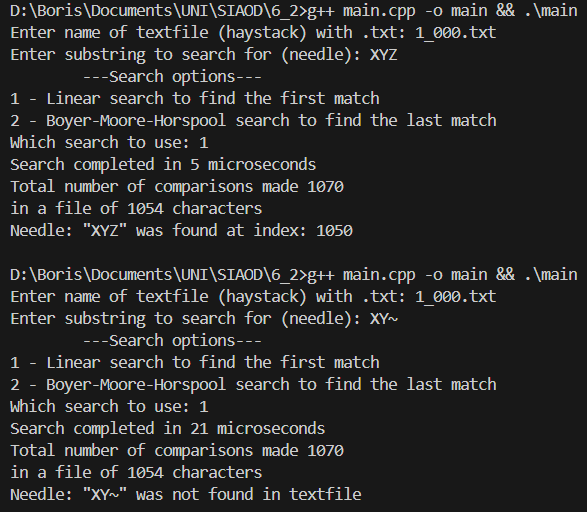 D:\Boris\Documents\UNI\SIAOD\6_2>g++ main.cpp -o main && .\main
Enter name of textfile (haystack) with .txt: 1_000.txt
Enter substring to search for (needle): XYZ
        ---Search options---
1 - Linear search to find the first match
2 - Boyer-Moore-Horspool search to find the last match
Which search to use: 1
Search completed in 5 microseconds
Total number of comparisons made 1070
in a file of 1054 characters
Needle: "XYZ" was found at index: 1050

D:\Boris\Documents\UNI\SIAOD\6_2>g++ main.cpp -o main && .\main
Enter name of textfile (haystack) with .txt: 1_000.txt
Enter substring to search for (needle): XY~
        ---Search options---
1 - Linear search to find the first match
2 - Boyer-Moore-Horspool search to find the last match
Which search to use: 1
Search completed in 21 microseconds
Total number of comparisons made 1070
in a file of 1054 characters
Needle: "XY~" was not found in textfile